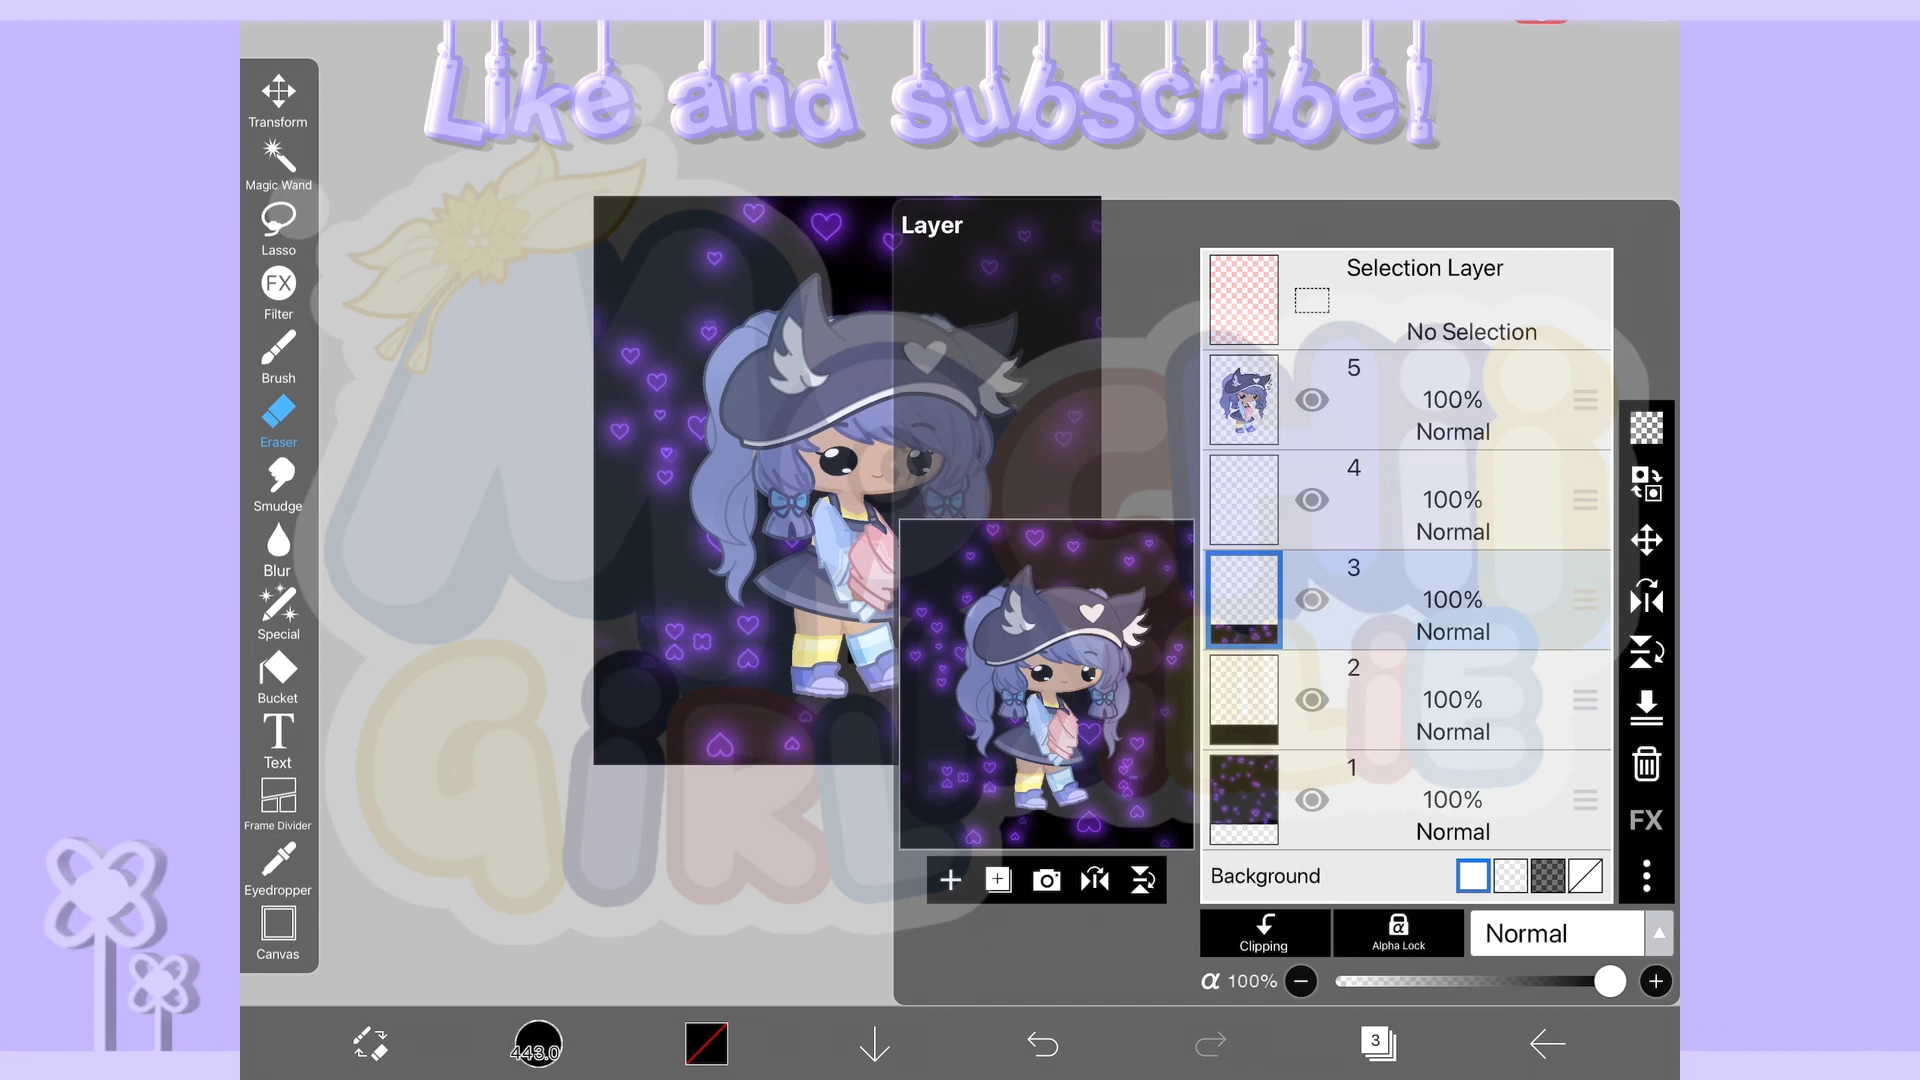 Like and subscribe!
Transform
Magic Wand
Lasso
FX
Filter
Brush
Eraser
Smudge
Blur
Special
Bucket
T
Text
Frame Divider
Eyedropper
Canvas
Layer
Selection Layer
No Selection
5
100%
Normal
4
100%
Normal
3
100%
Normal
2
100%
Normal
1
100%
Normal
Background
FX
Clipping
α
Alpha Lock
Normal
α 100%
443.0
3
GiRL